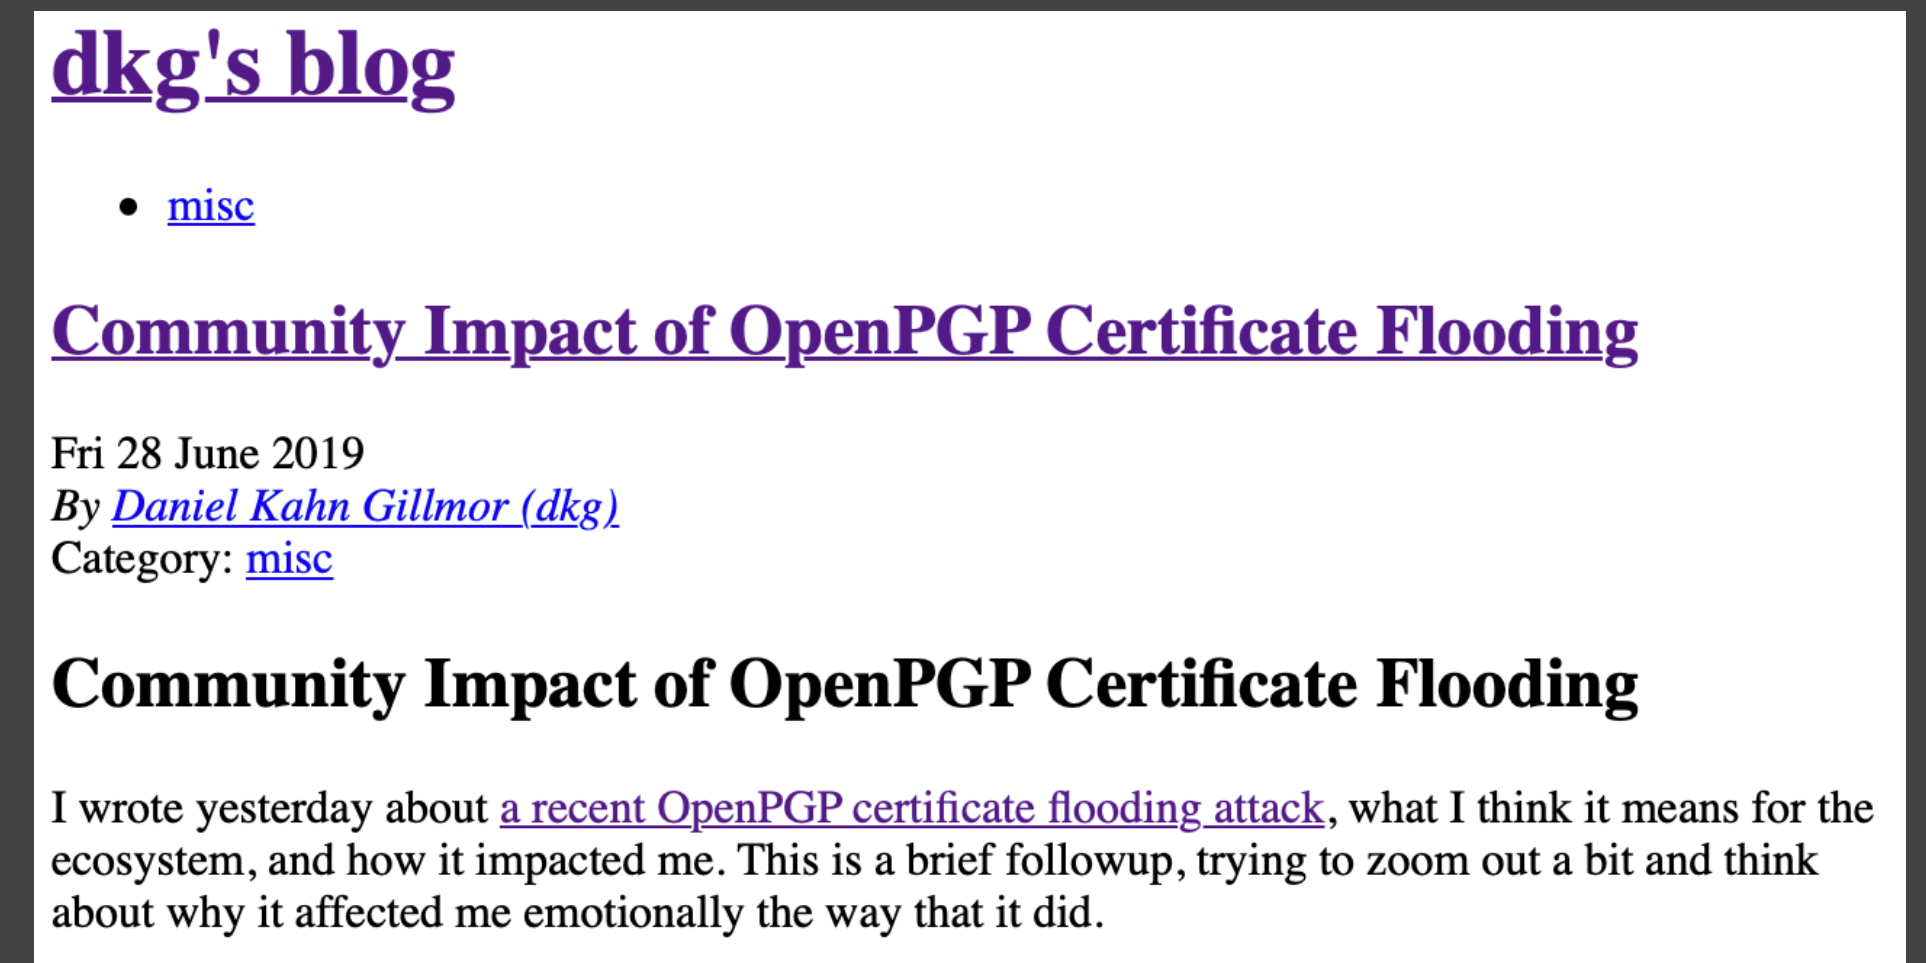 dkg's blog
misc
Community Impact of OpenPGP Certificate Flooding
Fri 28 June 2019
By Daniel Kahn Gillmor (dkg)
Category: misc
Community Impact of OpenPGP Certificate Flooding
I wrote yesterday about a recent OpenPGP certificate flooding attack, what I think it means for the
ecosystem, and how it impacted me. This is a brief followup, trying to zoom out a bit and think
about why it affected me emotionally the way that it did.